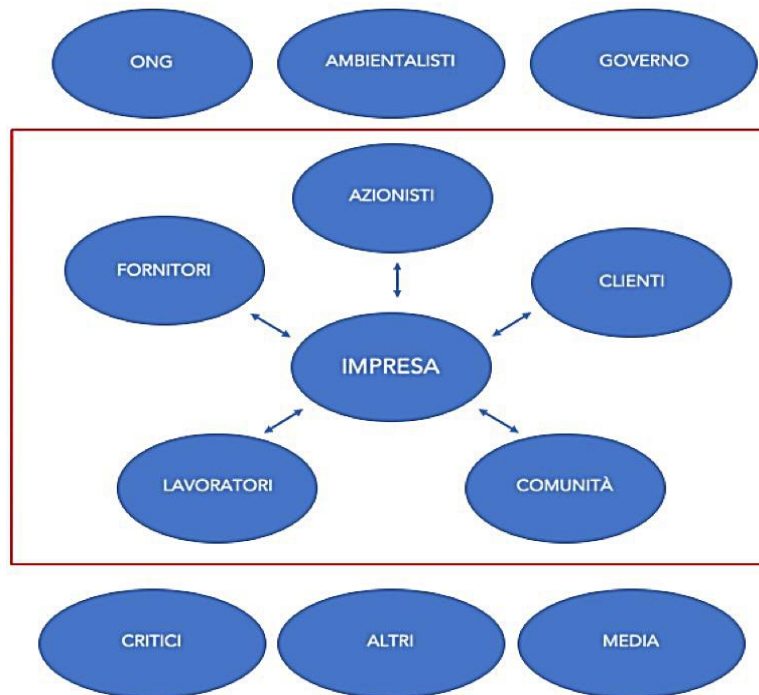 ONG
AMBIENTALISTI
GOVERNO
AZIONISTI
FORNITORI
CLIENTI
IMPRESA
LAVORATORI
COMUNITÀ
CRITICI
ALTRI
MEDIA